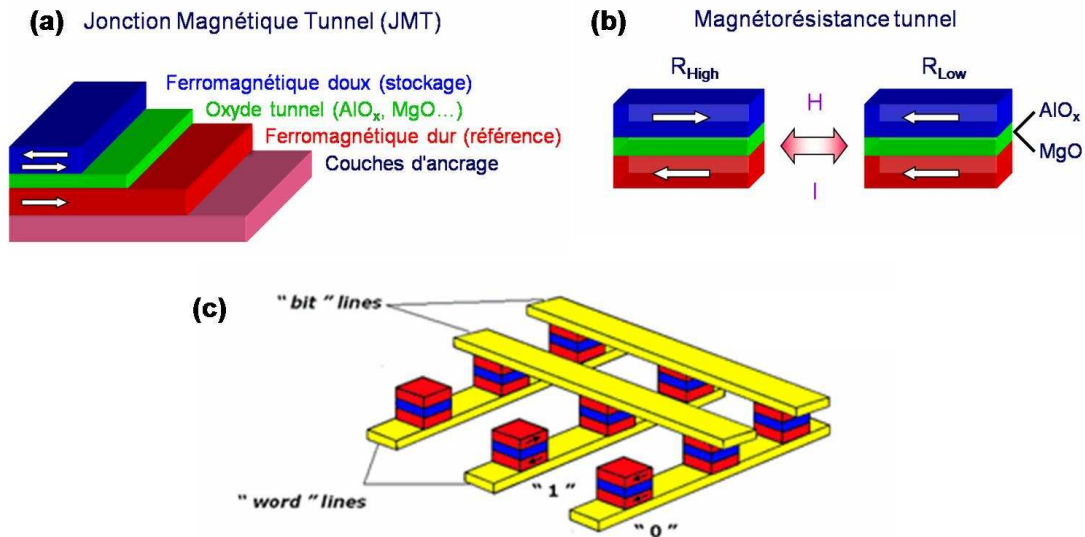 (a) Jonction Magnétique Tunnel (JMT)
Ferromagnétique doux (stockage)
Oxyde tunnel (AlOx, MgO…)
Ferromagnétique dur (référence)
Couches d'ancrage
(b) Magnétorésistance tunnel
RHigh
RLow
H
I
AlOx
MgO
(c)
“ bit ” lines
“ word ” lines
“ 1 ”
“ 0 ”